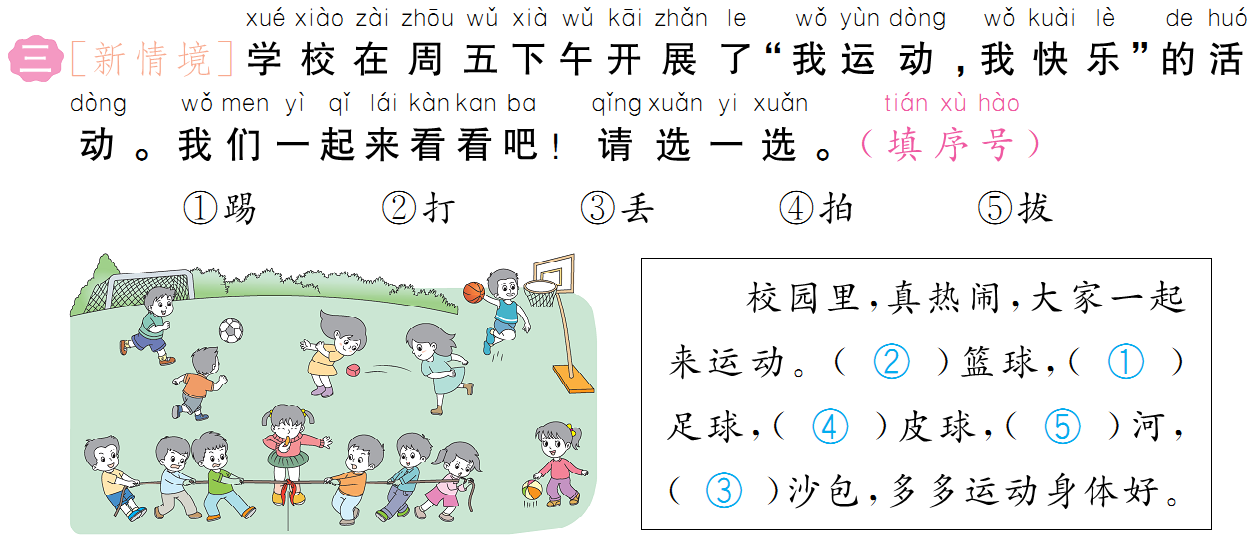 xué xiào zài zhōu wǔ xià wǔ kāi zhǎn le wǒ yùn dòng wǒ kuài lè de huó
三 [新情境] 学校在周五下午开展了“我运动,我快乐”的活
dòng wǒ men yì qǐ lái kàn kan ba qǐng xuǎn yi xuǎn tián xù hào
动。我们一起来看看吧! 请选一选。(填序号)
①踢 ②打 ③丢 ④拍 ⑤拔
校园里,真热闹,大家一起
来运动。( ② )篮球,( ① )
足球,( ④ )皮球,( ⑤ )河,
( ③ )沙包,多多运动身体好。